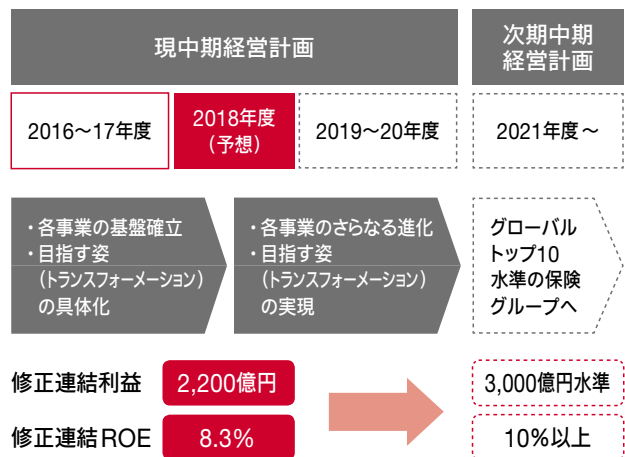 現中期経営計画
次期中期
経営計画
2016～17年度
2018年度
(予想)
2019～20年度
2021年度～
・各事業の基盤確立
・目指す姿
(トランスフォーメーション)
の具体化
・各事業のさらなる進化
・目指す姿
(トランスフォーメーション)
の実現
グローバル
トップ10
水準の保険
グループへ
修正連結利益
2,200億円
3,000億円水準
修正連結ROE
8.3%
10%以上